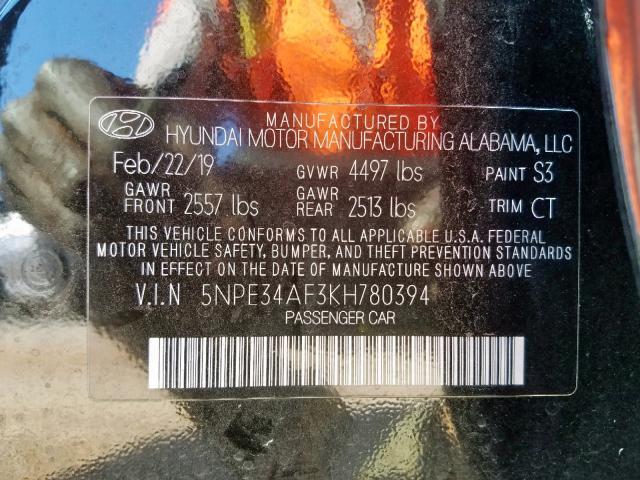 MANUFACTURED BY
HYUNDAI MOTOR MANUFACTURING ALABAMA, LLC
Feb/22/19 GVWR 4497 lbs PAINT S3
GAWR FRONT 2557 lbs GAWR REAR 2513 lbs TRIM CT
THIS VEHICLE CONFORMS TO ALL APPLICABLE U.S.A. FEDERAL
MOTOR VEHICLE SAFETY, BUMPER, AND THEFT PREVENTION STANDARDS
IN EFFECT ON THE DATE OF MANUFACTURE SHOWN ABOVE
V.I.N 5NPE34AF3KH780394
PASSENGER CAR